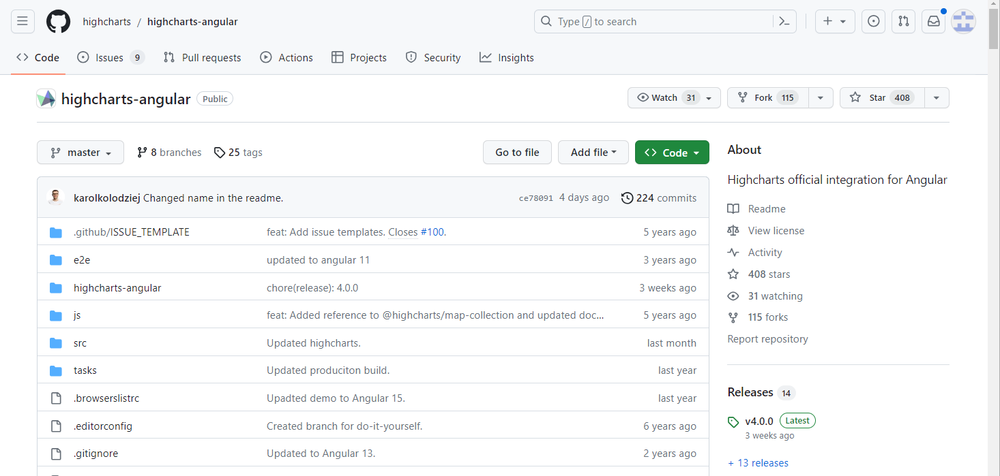 highcharts / highcharts-angular
Type / to search
Code
Issues 9
Pull requests
Actions
Projects
Security
Insights
highcharts-angular Public
Watch 31
Fork 115
Star 408
master
8 branches
25 tags
Go to file
Add file
Code
karolkolodziej Changed name in the readme.
ce78091 4 days ago
224 commits
.github/ISSUE_TEMPLATE feat: Add issue templates. Closes #100. 5 years ago
e2e updated to angular 11 3 years ago
highcharts-angular chore(release): 4.0.0 3 weeks ago
js feat: Added reference to @highcharts/map-collection and updated doc... 5 years ago
src Updated highcharts. last month
tasks Updated produciton build. last year
.browserslistrc Upadted demo to Angular 15. last year
.editorconfig Created branch for do-it-yourself. 6 years ago
.gitignore Updated to Angular 13. 2 years ago
About
Highcharts official integration for Angular
Readme
View license
Activity
408 stars
31 watching
115 forks
Report repository
Releases 14
v4.0.0 Latest
3 weeks ago
+ 13 releases